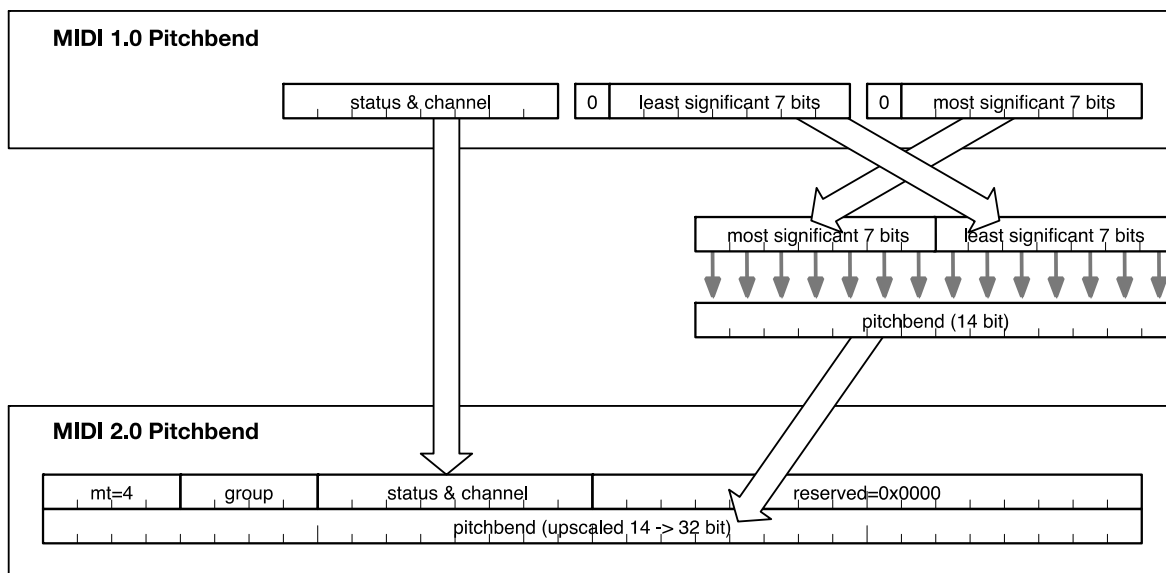 MIDI 1.0 Pitchbend
status & channel 0 least significant 7 bits 0 most significant 7 bits
most significant 7 bits least significant 7 bits
pitchbend (14 bit)
MIDI 2.0 Pitchbend
mt=4 group status & channel reserved=0x0000
pitchbend (upscaled 14 -> 32 bit)